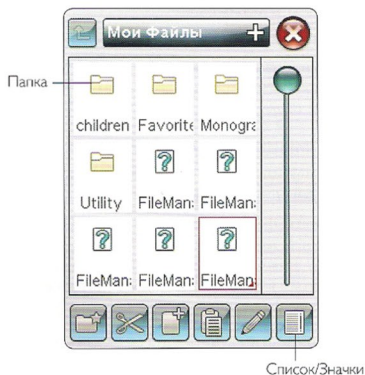 Мои Файлы
Папка
children Favorite Monogra
Utility FileMan: FileMan:
FileMan: FileMan: FileMan
Список/Значки